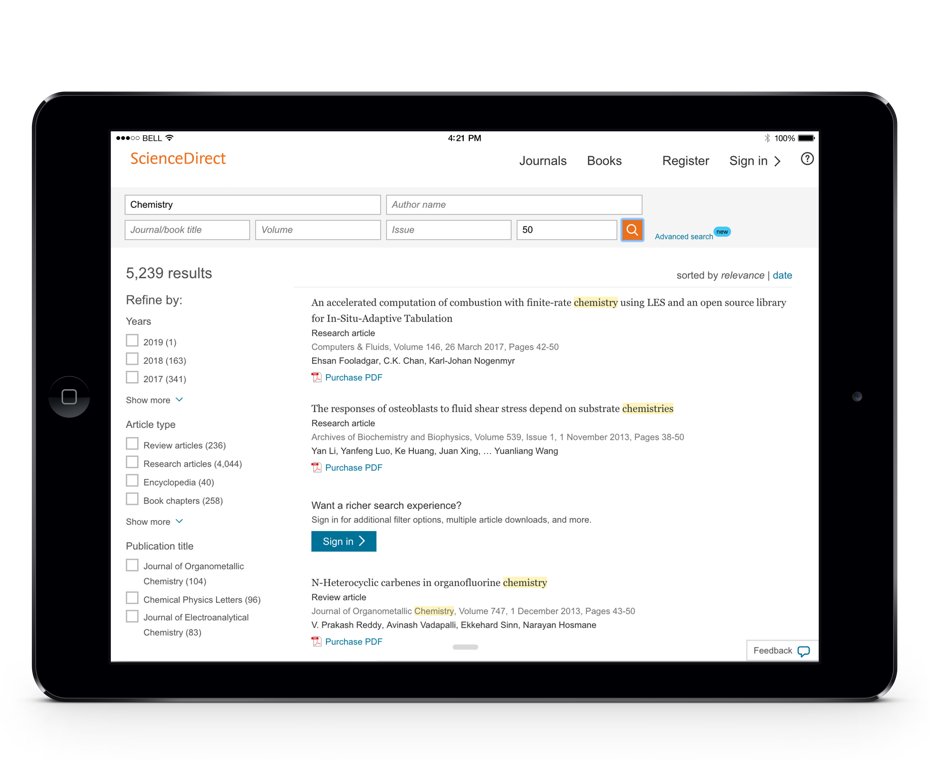 BELL 4:21 PM 100%
ScienceDirect Journals Books Register Sign in
Chemistry Author name
Journal/book title Volume Issue 50 Advanced search new
5,239 results sorted by relevance | date
Refine by:
Years
2019 (1)
2018 (163)
2017 (341)
Show more
Article type
Review articles (236)
Research articles (4,044)
Encyclopedia (40)
Book chapters (258)
Show more
Publication title
Journal of Organometallic
Chemistry (104)
Chemical Physics Letters (96)
Journal of Electroanalytical
Chemistry (83)
An accelerated computation of combustion with finite-rate chemistry using LES and an open source library
for In-Situ-Adaptive Tabulation
Research article
Computers & Fluids, Volume 146, 26 March 2017, Pages 42-50
Ehsan Fooladgar, C.K. Chan, Karl-Johan Nogenmyr
Purchase PDF
The responses of osteoblasts to fluid shear stress depend on substrate chemistries
Research article
Archives of Biochemistry and Biophysics, Volume 539, Issue 1, 1 November 2013, Pages 38-50
Yan Li, Yanfeng Luo, Ke Huang, Juan Xing, … Yuanliang Wang
Purchase PDF
Want a richer search experience?
Sign in for additional filter options, multiple article downloads, and more.
Sign in
N-Heterocyclic carbenes in organofluorine chemistry
Review article
Journal of Organometallic Chemistry, Volume 747, 1 December 2013, Pages 43-50
V. Prakash Reddy, Avinash Vadapalli, Ekkehard Sinn, Narayan Hosmane
Purchase PDF
Feedback